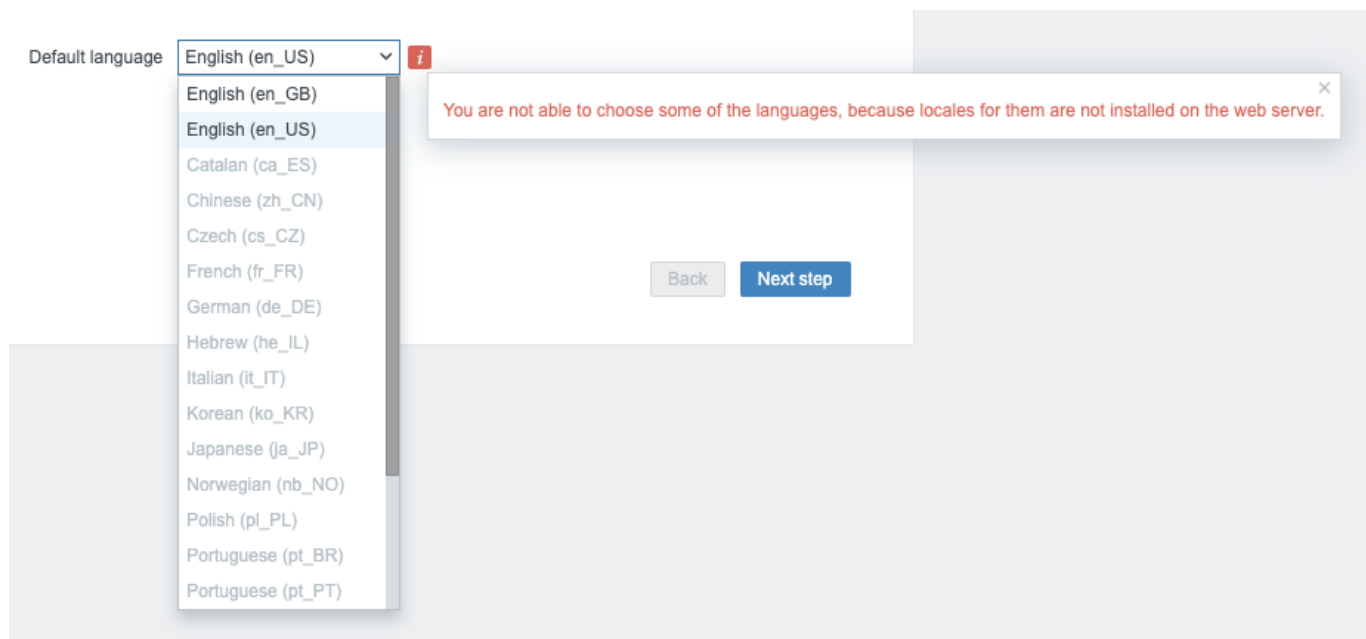 Default language English (en_US) i
English (en_GB)
You are not able to choose some of the languages, because locales for them are not installed on the web server.
English (en_US)
Catalan (ca_ES)
Chinese (zh_CN)
Czech (cs_CZ)
French (fr_FR)
Back Next step
German (de_DE)
Hebrew (he_IL)
Italian (it_IT)
Korean (ko_KR)
Japanese (ja_JP)
Norwegian (nb_NO)
Polish (pl_PL)
Portuguese (pt_BR)
Portuguese (pt_PT)